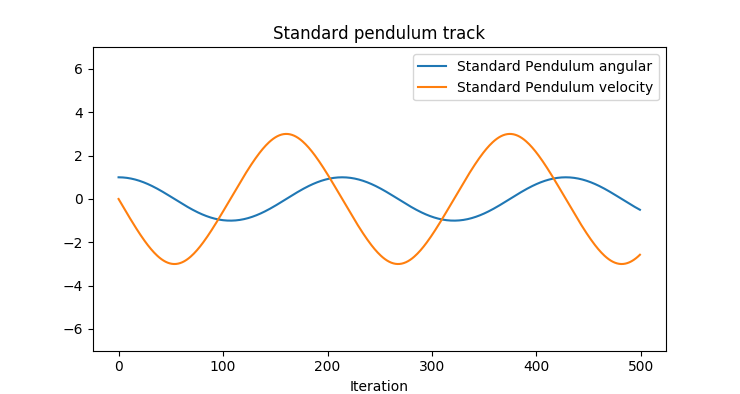 Standard pendulum track
Standard Pendulum angular
Standard Pendulum velocity
6
4
2
0
−2
−4
−6
0 100 200 300 400 500
Iteration